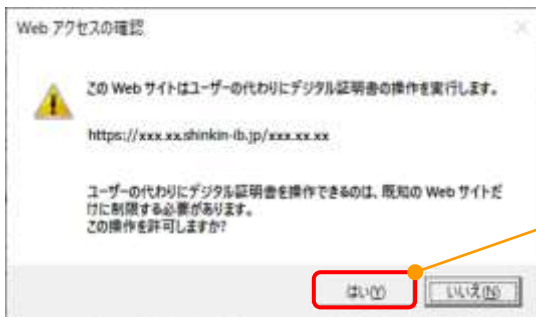 Web アクセスの確認
この Web サイトはユーザーの代わりにデジタル証明書の操作を実行します。
https://xxx.xx.shinkin-ib.jp/xxx.xx.xx
ユーザーの代わりにデジタル証明書を操作できるのは、既知の Web サイトだ
けに制限する必要があります。
この操作を許可しますか?
はい(Y) いいえ(N)